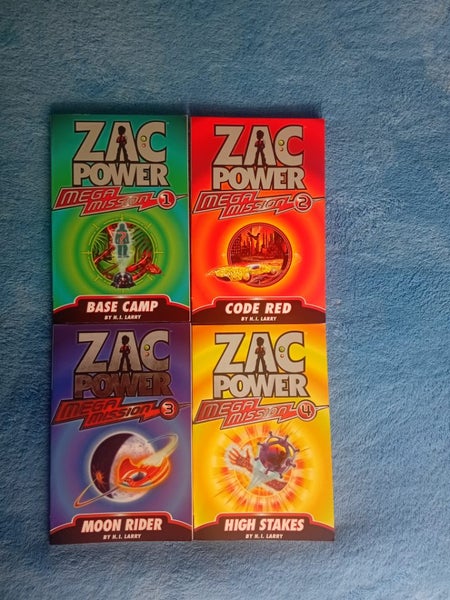 ZAC
POWER
MEGA
MISSION 1
BASE CAMP
BY H.I. LARRY
ZAC
POWER
MEGA
MISSION 2
CODE RED
BY H.I. LARRY
ZAC
POWER
MEGA
MISSION 3
MOON RIDER
BY H.I. LARRY
ZAC
POWER
MEGA
MISSION 4
HIGH STAKES
BY H.I. LARRY